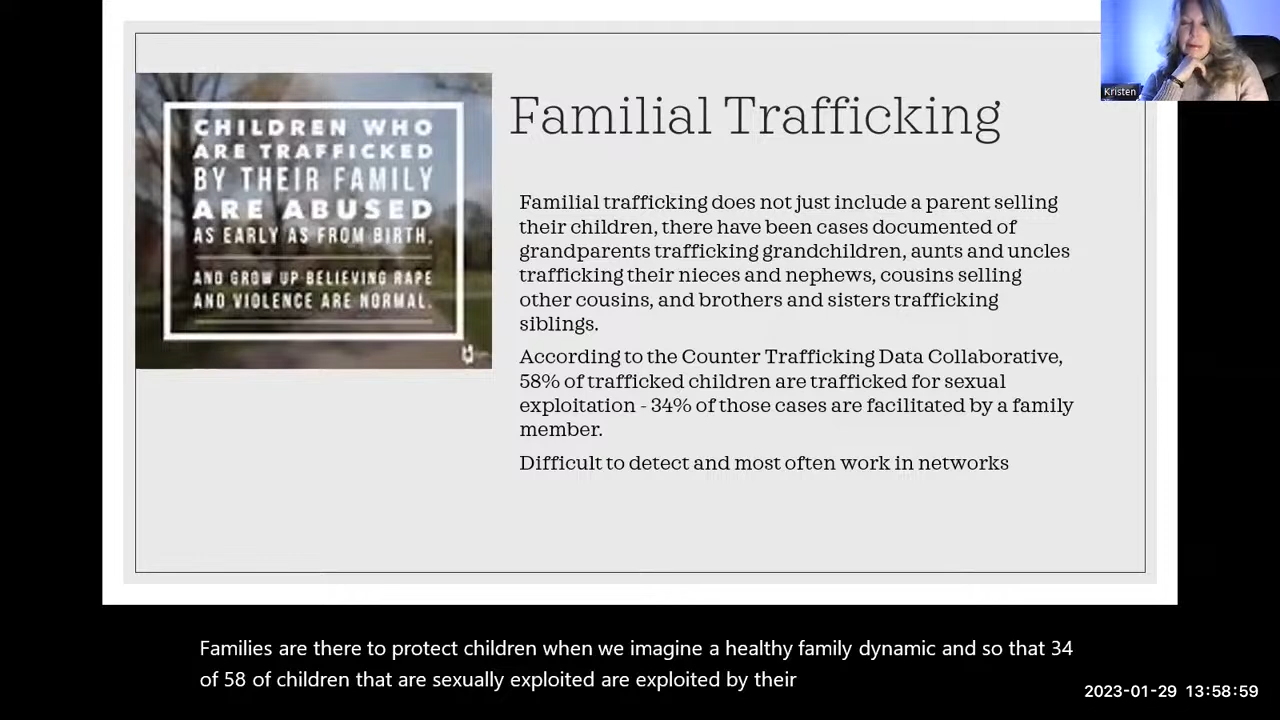 Kristen
CHILDREN WHO
ARE TRAFFICKED
BY THEIR FAMILY
ARE ABUSED
AS EARLY AS FROM BIRTH.
AND GROW UP BELIEVING RAPE
AND VIOLENCE ARE NORMAL.
Familial Trafficking
Familial trafficking does not just include a parent selling
their children, there have been cases documented of
grandparents trafficking grandchildren, aunts and uncles
trafficking their nieces and nephews, cousins selling
other cousins, and brothers and sisters trafficking
siblings.
According to the Counter Trafficking Data Collaborative,
58% of trafficked children are trafficked for sexual
exploitation - 34% of those cases are facilitated by a family
member.
Difficult to detect and most often work in networks
Families are there to protect children when we imagine a healthy family dynamic and so that 34
of 58 of children that are sexually exploited are exploited by their
2023-01-29 13:58:59